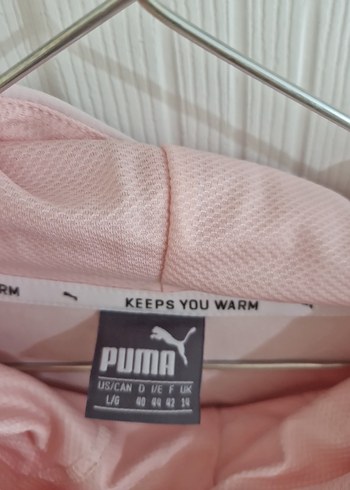 RM KEEPS YOU WARM
PUMA
US/CAN D I/E F UK
L/G 40 44 42 14